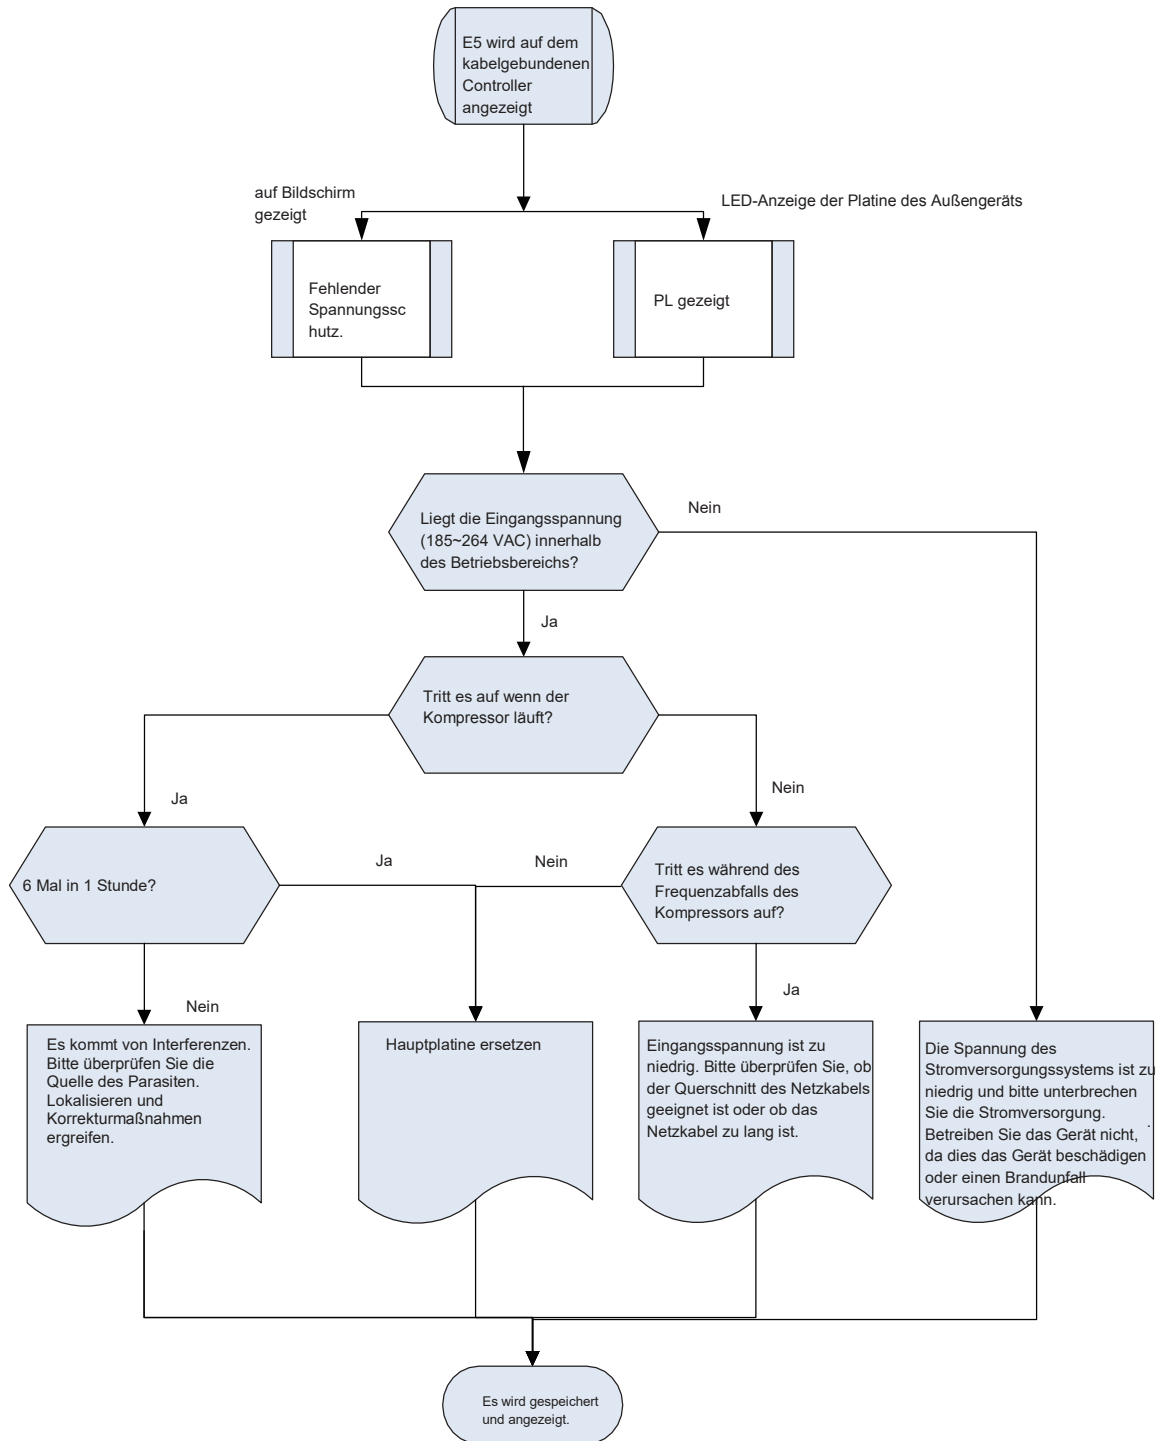 E5 wird auf dem
kabelgebundenen
Controller
angezeigt
auf Bildschirm
gezeigt
LED-Anzeige der Platine des Außengeräts
Fehlender
Spannungssc
hutz.
PL gezeigt
Liegt die Eingangsspannung
(185~264 VAC) innerhalb
des Betriebsbereichs?
Nein
Ja
Tritt es auf wenn der
Kompressor läuft?
Ja
Nein
6 Mal in 1 Stunde?
Ja
Nein
Tritt es während des
Frequenzabfalls des
Kompressors auf?
Nein
Ja
Es kommt von Interferenzen.
Bitte überprüfen Sie die
Quelle des Parasiten.
Lokalisieren und
Korrekturmaßnahmen
ergreifen.
Hauptplatine ersetzen
Eingangsspannung ist zu
niedrig. Bitte überprüfen Sie, ob
der Querschnitt des Netzkabels
geeignet ist oder ob das
Netzkabel zu lang ist.
Die Spannung des
Stromversorgungssystems ist zu
niedrig und bitte unterbrechen
Sie die Stromversorgung.
Betreiben Sie das Gerät nicht,
da dies das Gerät beschädigen
oder einen Brandunfall
verursachen kann.
.
Es wird gespeichert
und angezeigt.